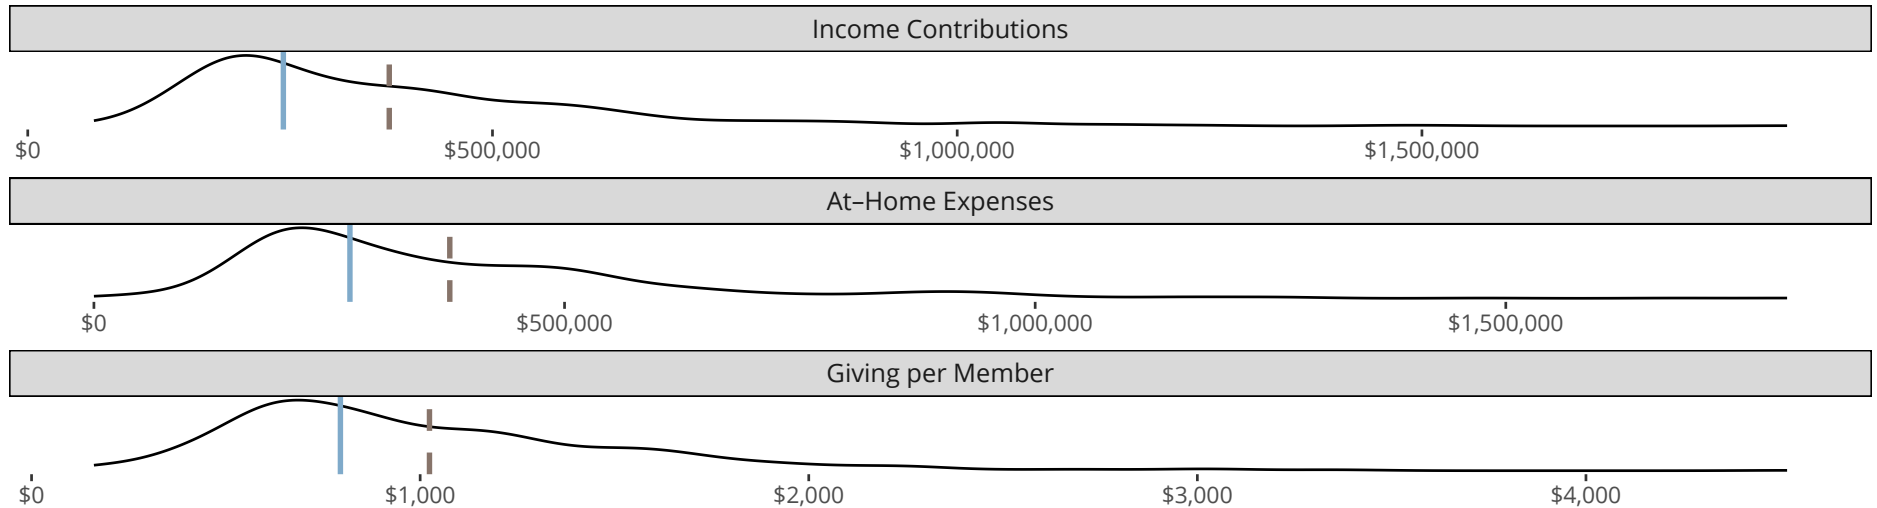 Income Contributions
$0 $500,000 $1,000,000 $1,500,000
At–Home Expenses
$0 $500,000 $1,000,000 $1,500,000
Giving per Member
$0 $1,000 $2,000 $3,000 $4,000